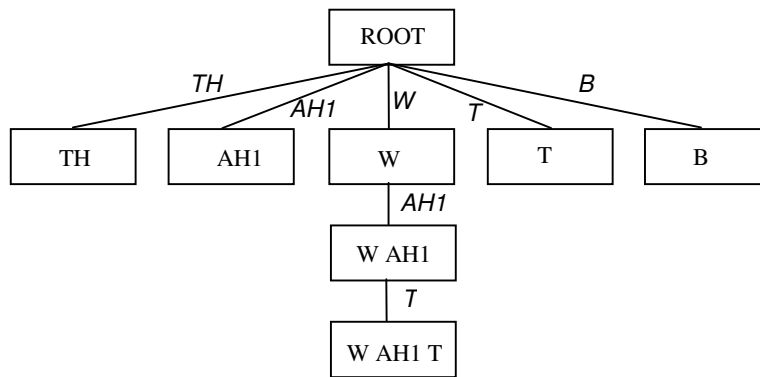 ROOT
TH AH1 W T B
TH AH1 W T B
AH1
W AH1
T
W AH1 T